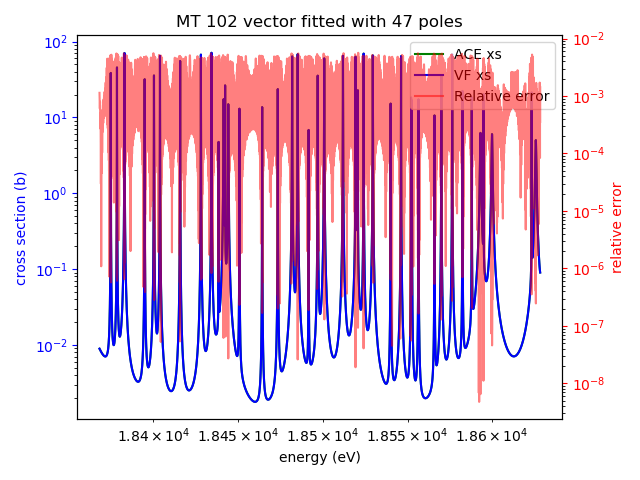 MT 102 vector fitted with 47 poles
10²
10¹
10⁰
10⁻¹
10⁻²
cross section (b)
ACE xs
VF xs
Relative error
10⁻²
10⁻³
10⁻⁴
10⁻⁵
10⁻⁶
10⁻⁷
10⁻⁸
relative error
1.84 × 10⁴ 1.845 × 10⁴ 1.85 × 10⁴ 1.855 × 10⁴ 1.86 × 10⁴
energy (eV)